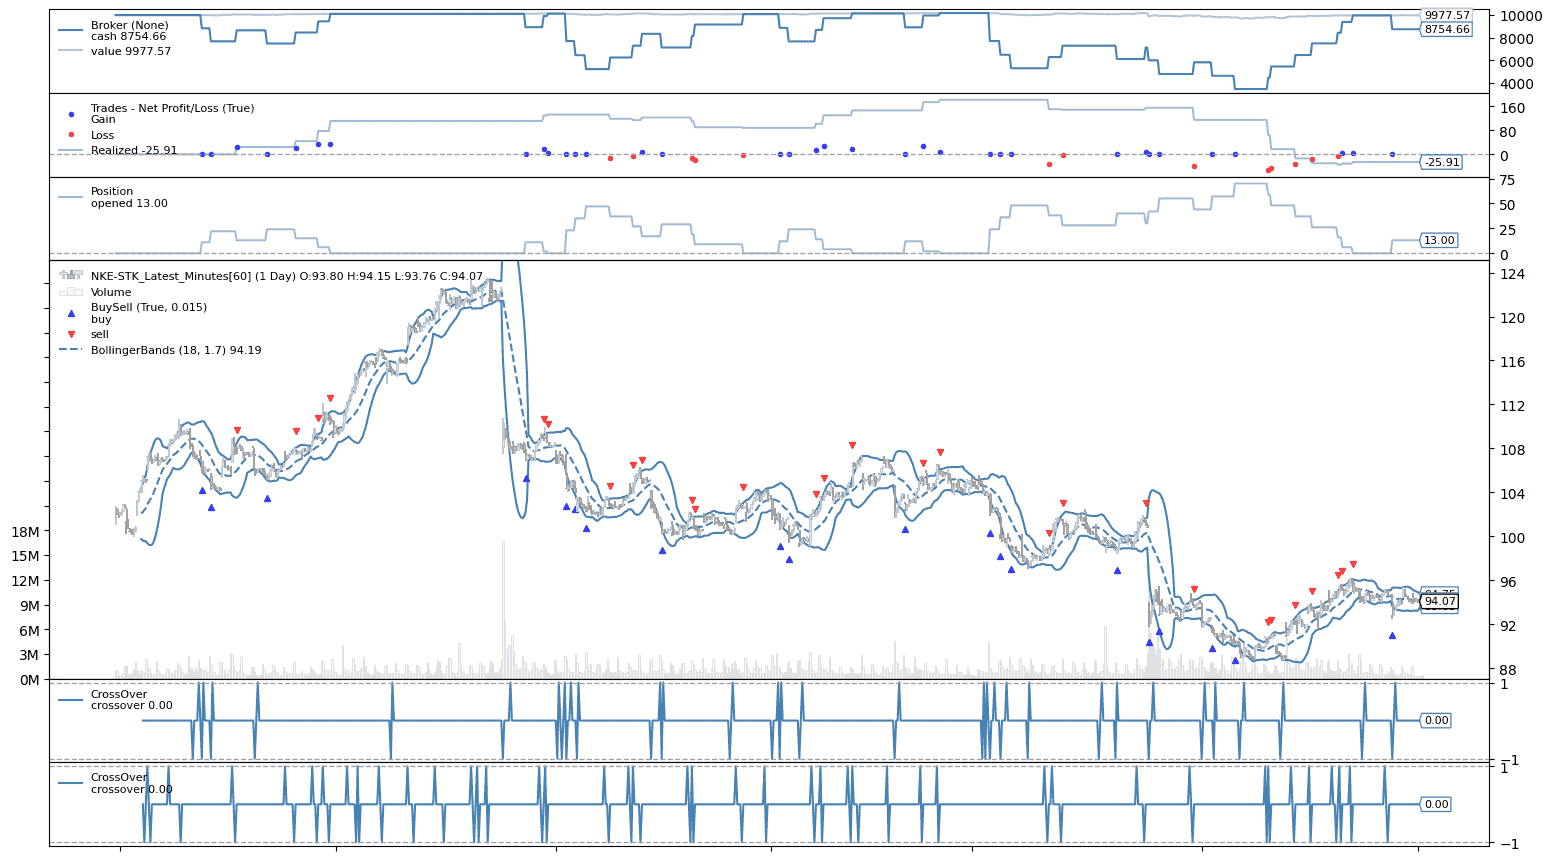 Broker (None)
cash 8754.66
value 9977.57
9977.57
8754.66
10000
8000
6000
4000
Trades - Net Profit/Loss (True)
Gain
Loss
Realized -25.91
160
80
0
-25.91
Position
opened 13.00
75
50
25
0
13.00
NKE-STK_Latest_Minutes[60] (1 Day) O:93.80 H:94.15 L:93.76 C:94.07
Volume
BuySell (True, 0.015)
buy
sell
BollingerBands (18, 1.7) 94.19
124
120
116
112
108
104
100
96
92
88
94.07
18M
15M
12M
9M
6M
3M
0M
CrossOver
crossover 0.00
1
0.00
−1
CrossOver
crossover 0.00
1
0.00
−1